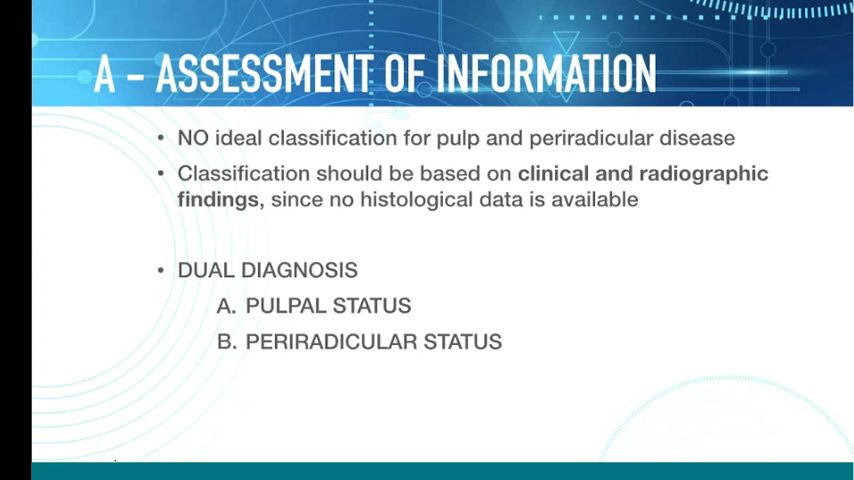 A – ASSESSMENT OF INFORMATION
• NO ideal classification for pulp and periradicular disease
• Classification should be based on clinical and radiographic
findings, since no histological data is available
• DUAL DIAGNOSIS
A. PULPAL STATUS
B. PERIRADICULAR STATUS